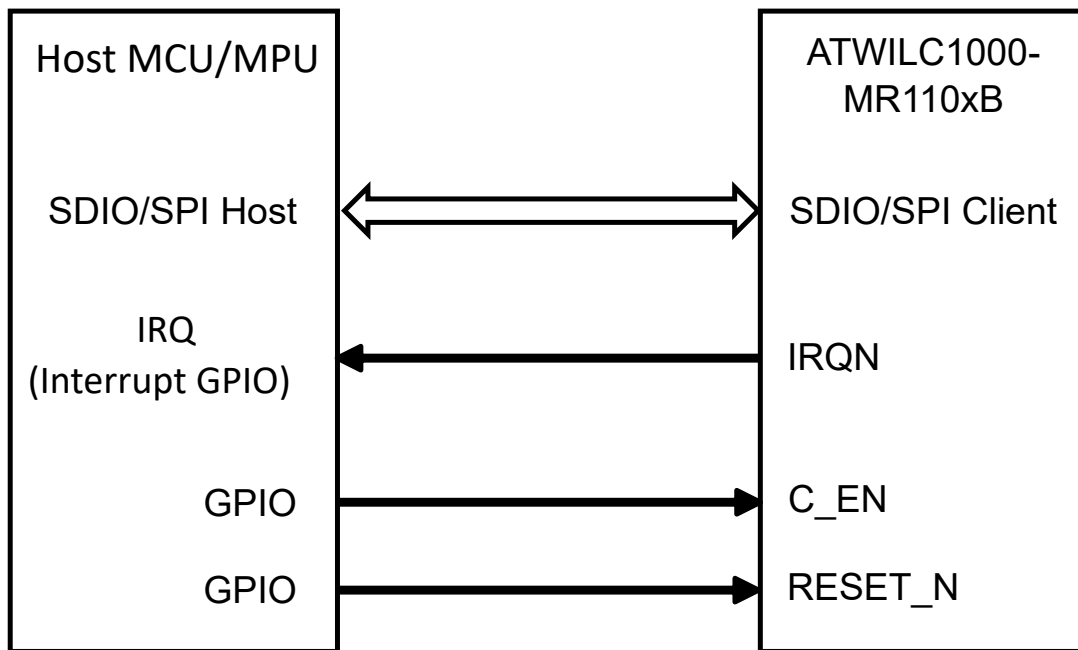 Host MCU/MPU
SDIO/SPI Host
IRQ
(Interrupt GPIO)
GPIO
GPIO
ATWILC1000-
MR110xB
SDIO/SPI Client
IRQN
C_EN
RESET_N